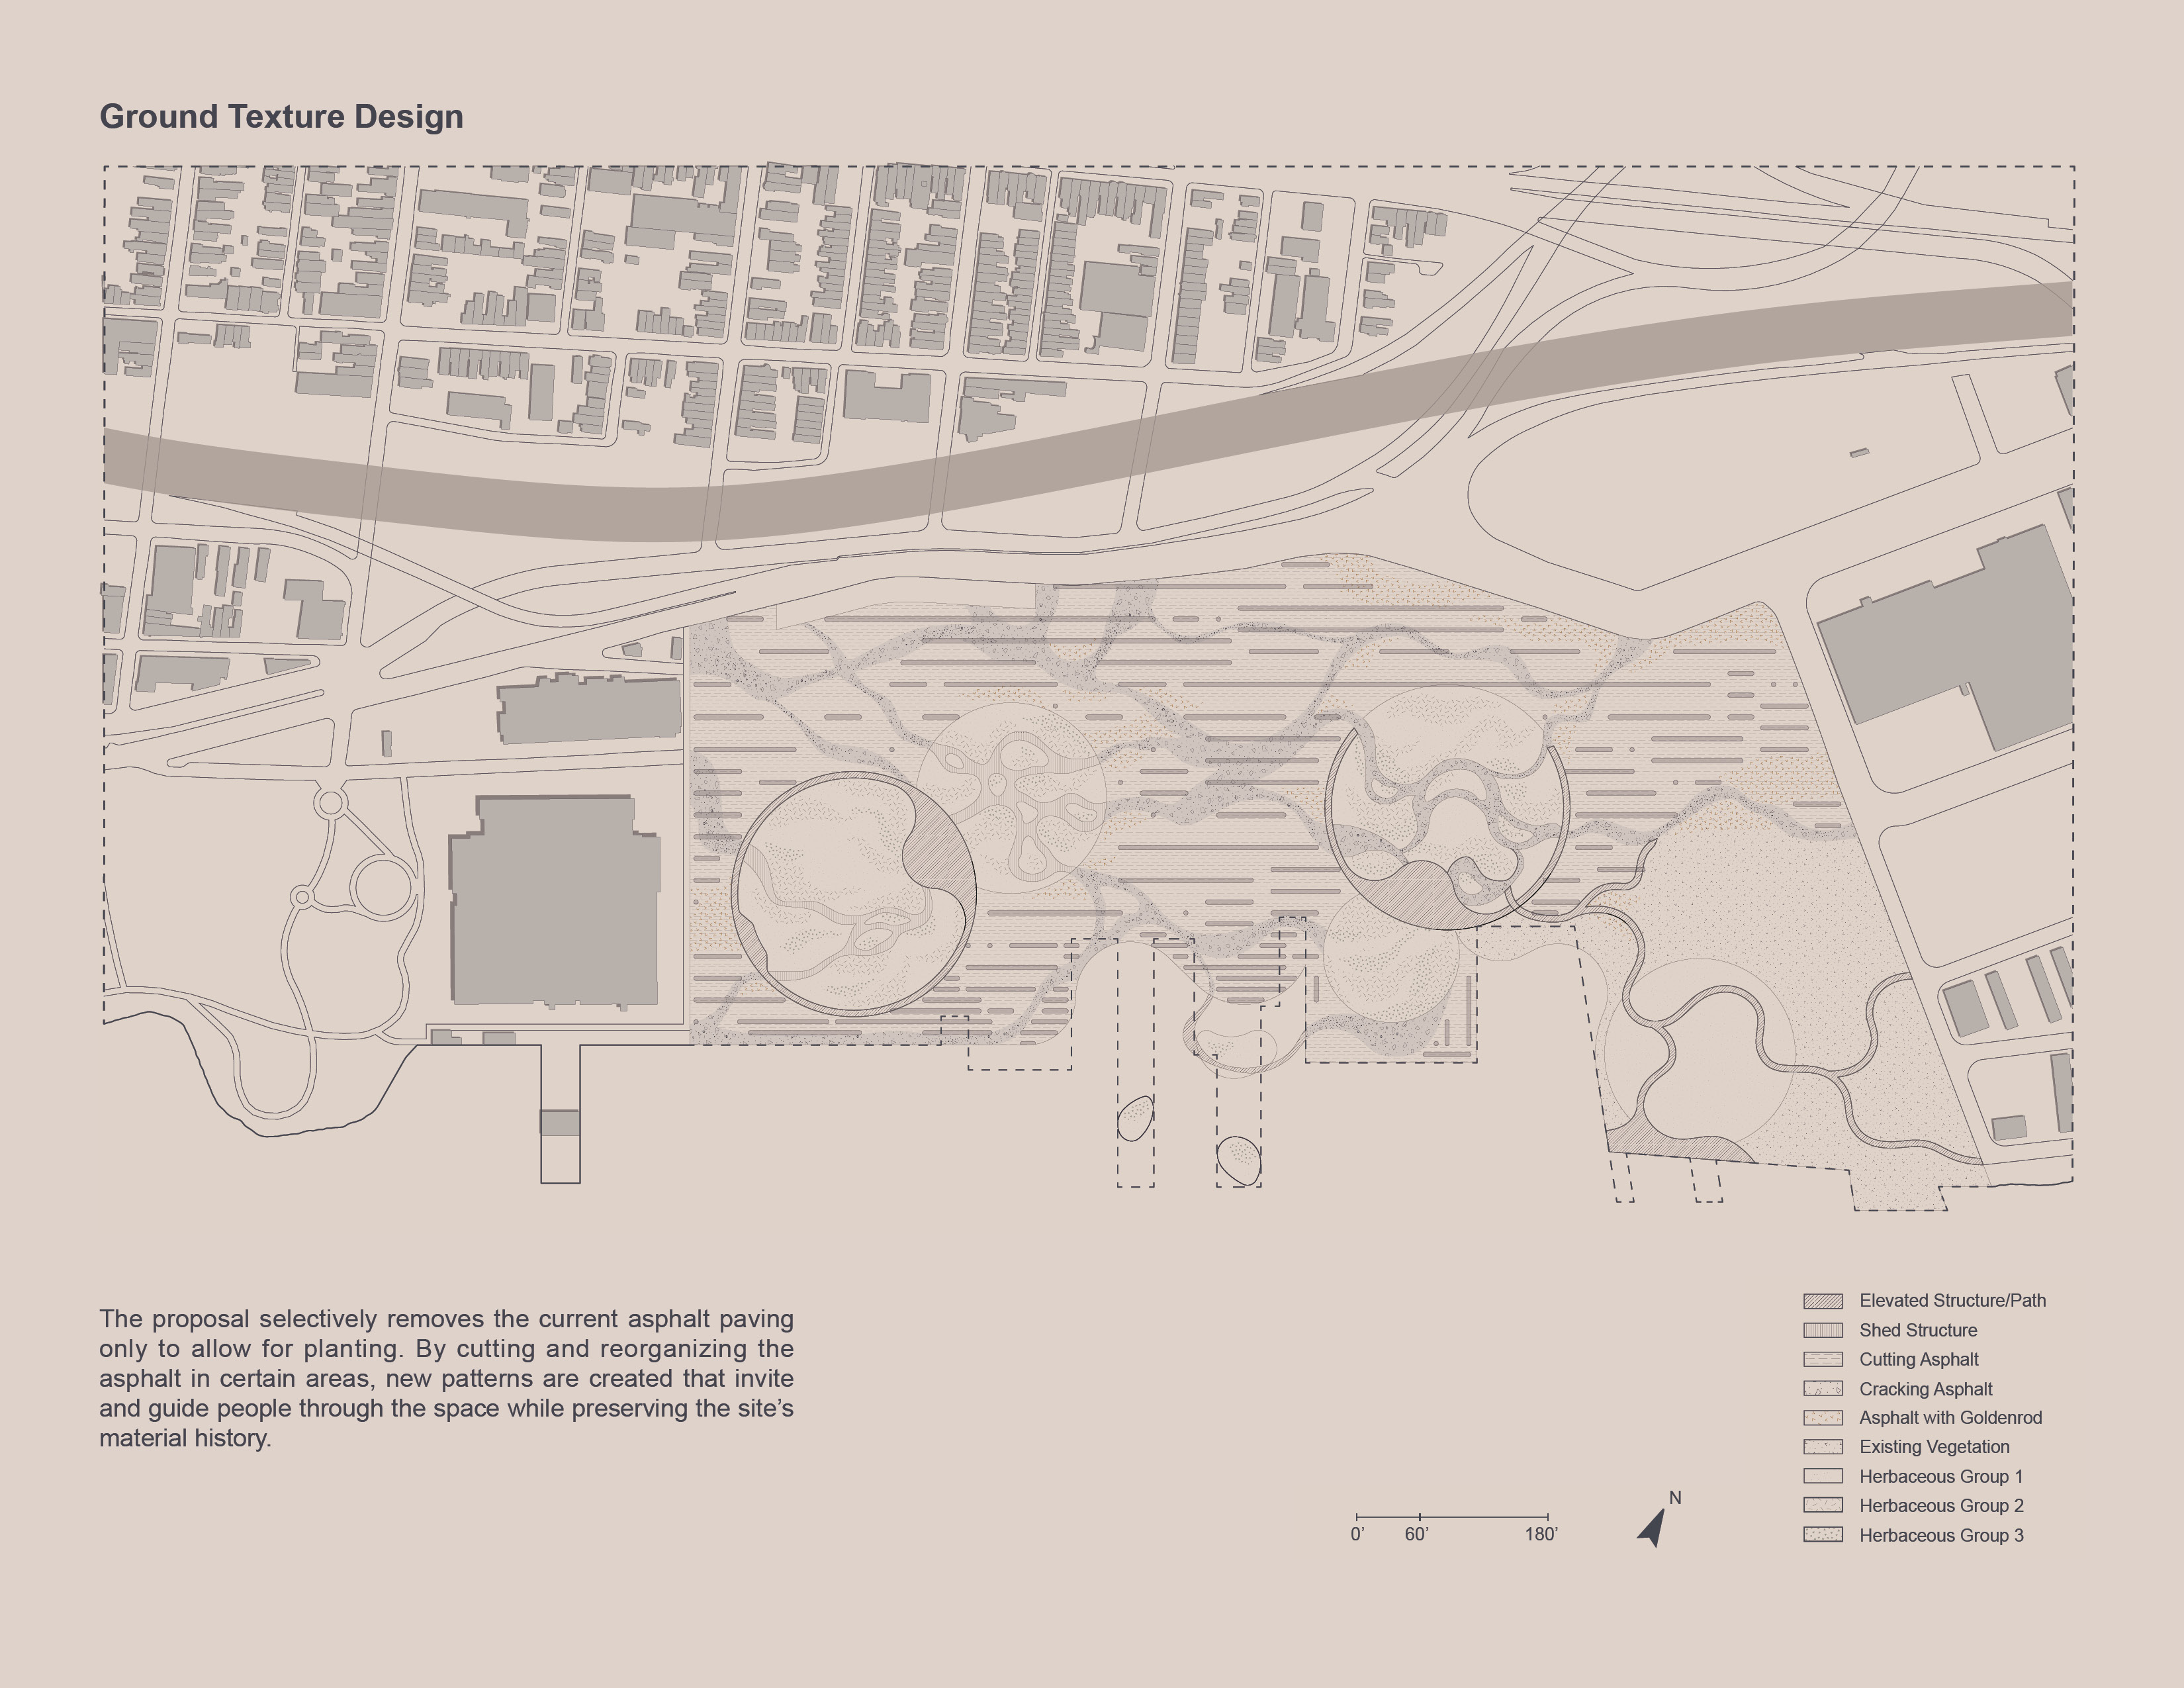 Ground Texture Design
The proposal selectively removes the current asphalt paving
only to allow for planting. By cutting and reorganizing the
asphalt in certain areas, new patterns are created that invite
and guide people through the space while preserving the site’s
material history.
0’ 60’ 180’
N
Elevated Structure/Path
Shed Structure
Cutting Asphalt
Cracking Asphalt
Asphalt with Goldenrod
Existing Vegetation
Herbaceous Group 1
Herbaceous Group 2
Herbaceous Group 3